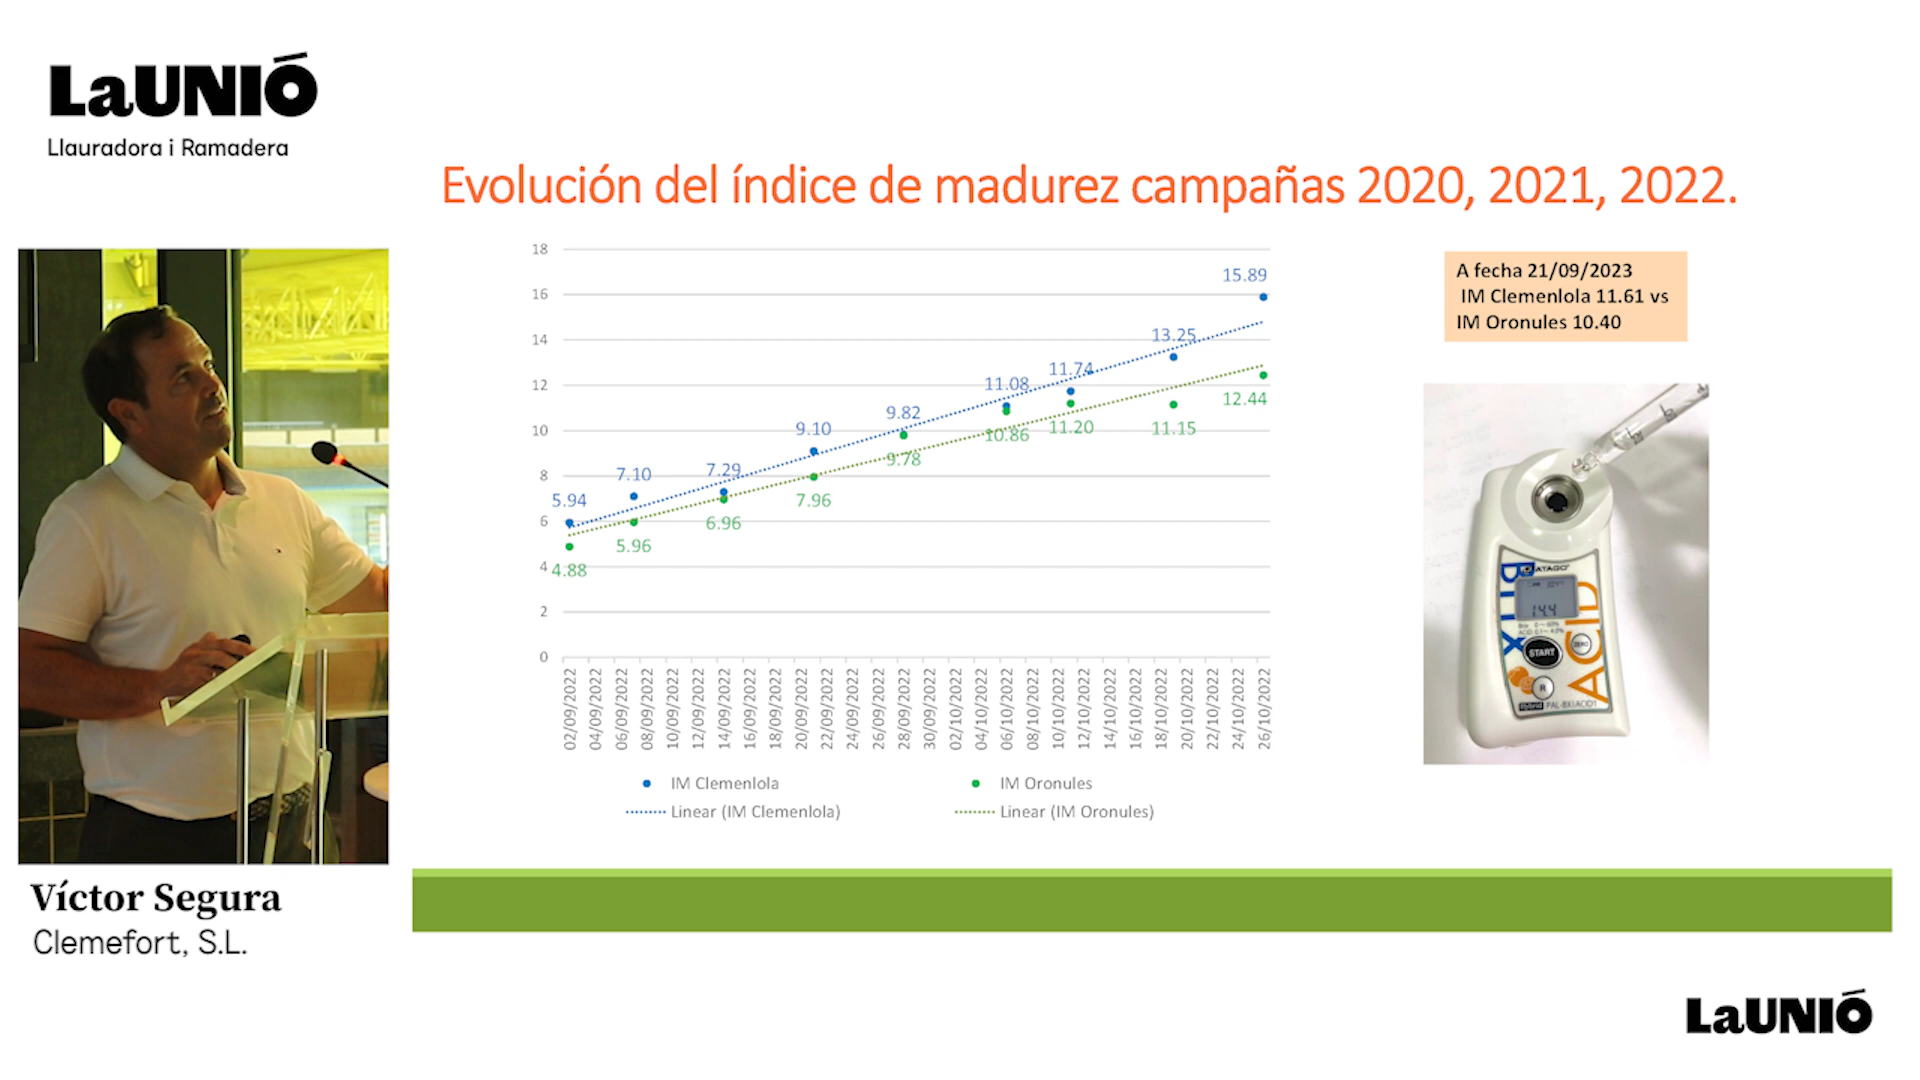 LaUNIÓ
Llauradora i Ramadera
Evolución del índice de madurez campañas 2020, 2021, 2022.
18
16
14
12
10
8
6
4
2
0
5.94
7.10
7.29
9.10
9.82
11.08
11.74
13.25
15.89
4.88
5.96
6.96
7.96
9.78
10.86
11.20
11.15
12.44
02/09/2022
04/09/2022
06/09/2022
08/09/2022
10/09/2022
12/09/2022
14/09/2022
16/09/2022
18/09/2022
20/09/2022
22/09/2022
24/09/2022
26/09/2022
28/09/2022
30/09/2022
02/10/2022
04/10/2022
06/10/2022
08/10/2022
10/10/2022
12/10/2022
14/10/2022
16/10/2022
18/10/2022
20/10/2022
22/10/2022
24/10/2022
26/10/2022
IM Clemenlola
IM Oronules
Linear (IM Clemenlola)
Linear (IM Oronules)
A fecha 21/09/2023
IM Clemenlola 11.61 vs
IM Oronules 10.40
ATAGO
BriX
ACID
14.4
START
ZERO
R
Hybrid PAL-BX|ACID1
Víctor Segura
Clemefort, S.L.
LaUNIÓ